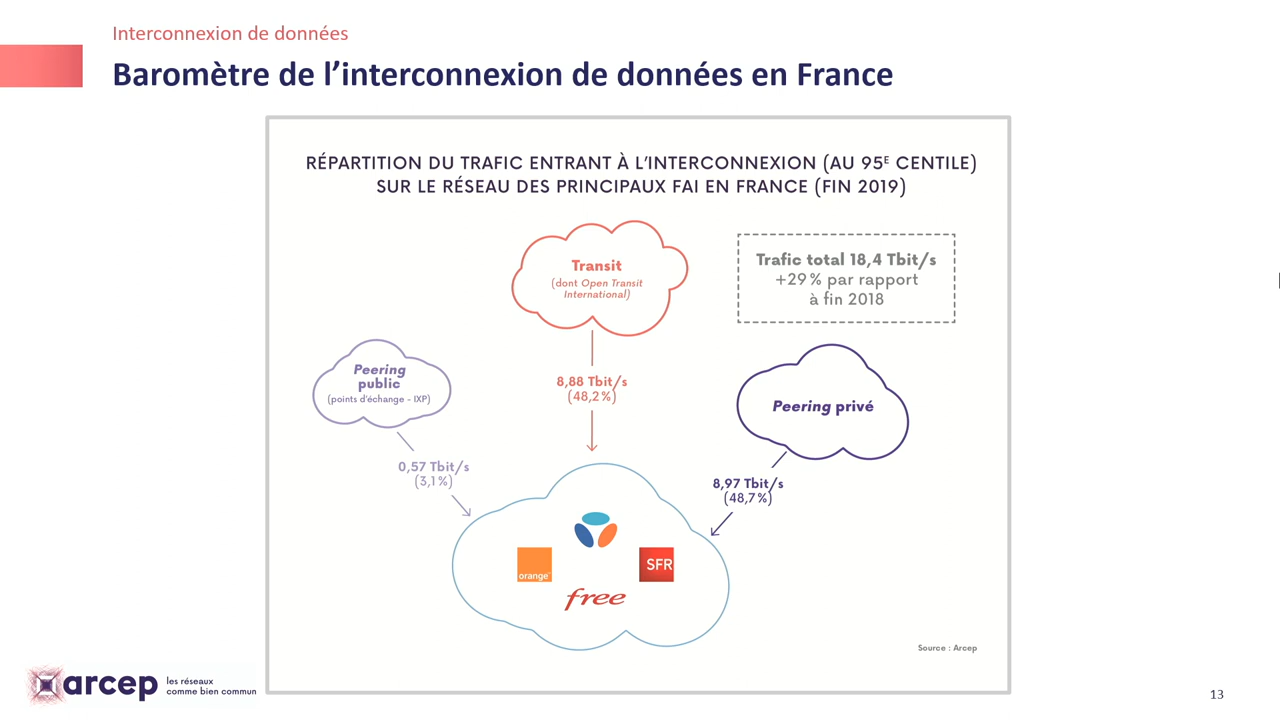 Interconnexion de données
Baromètre de l'interconnexion de données en France
RÉPARTITION DU TRAFIC ENTRANT À L'INTERCONNEXION (AU 95E CENTILE)
SUR LE RÉSEAU DES PRINCIPAUX FAI EN FRANCE (FIN 2019)
Transit
(dont Open Transit
International)
Trafic total 18,4 Tbit/s
+29 % par rapport
à fin 2018
Peering
public
(points d'échange - IXP)
8,88 Tbit/s
(48,2 %)
Peering privé
0,57 Tbit/s
(3,1 %)
8,97 Tbit/s
(48,7 %)
orange
SFR
free
Source : Arcep
arcep
les réseaux
comme bien commun
13